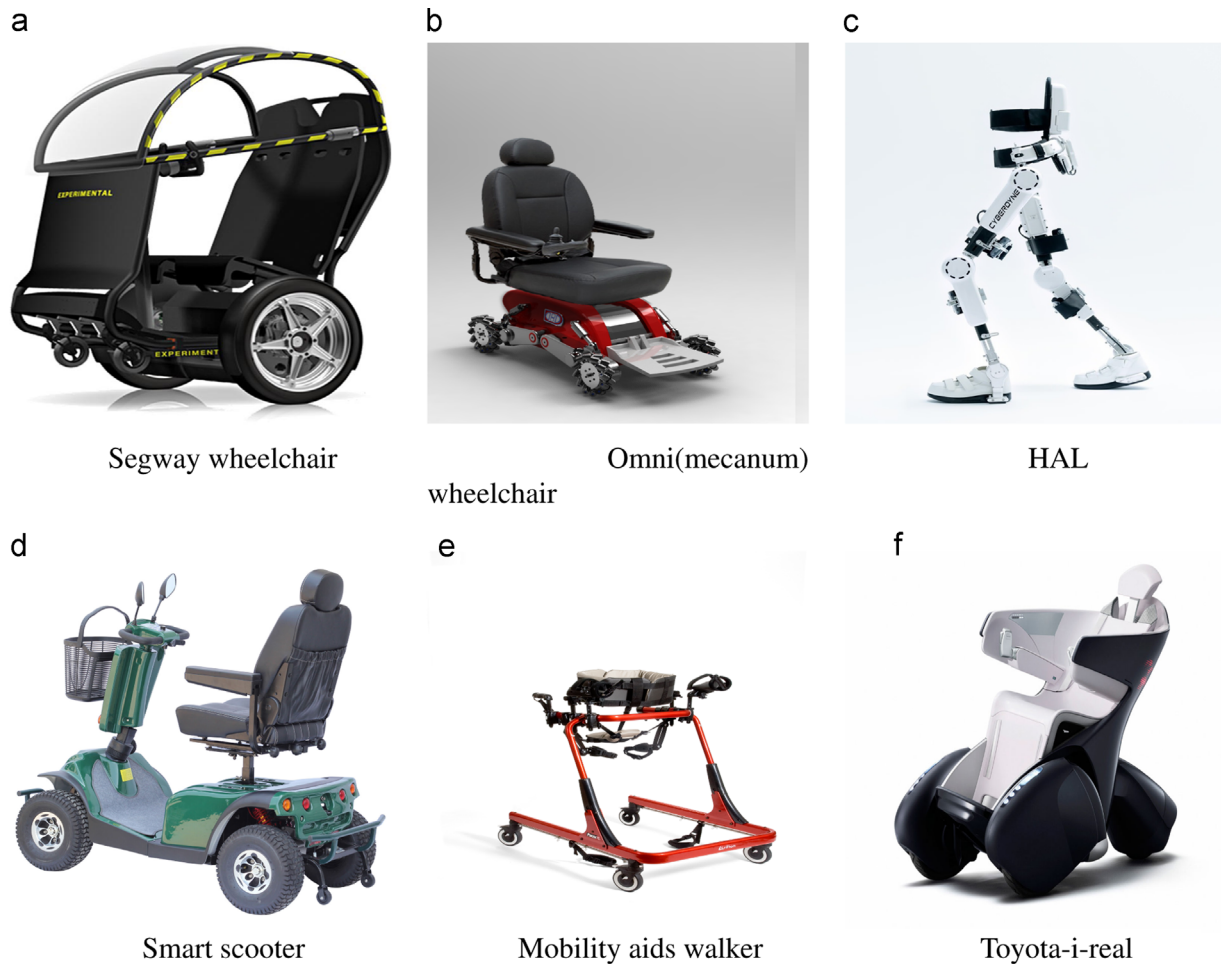 a
b
c
EXPERIMENTAL
EXPERIMENT
CYBERDYNE
Segway wheelchair
Omni(mecanum)
wheelchair
HAL
d
e
f
Smart scooter
Mobility aids walker
Toyota-i-real